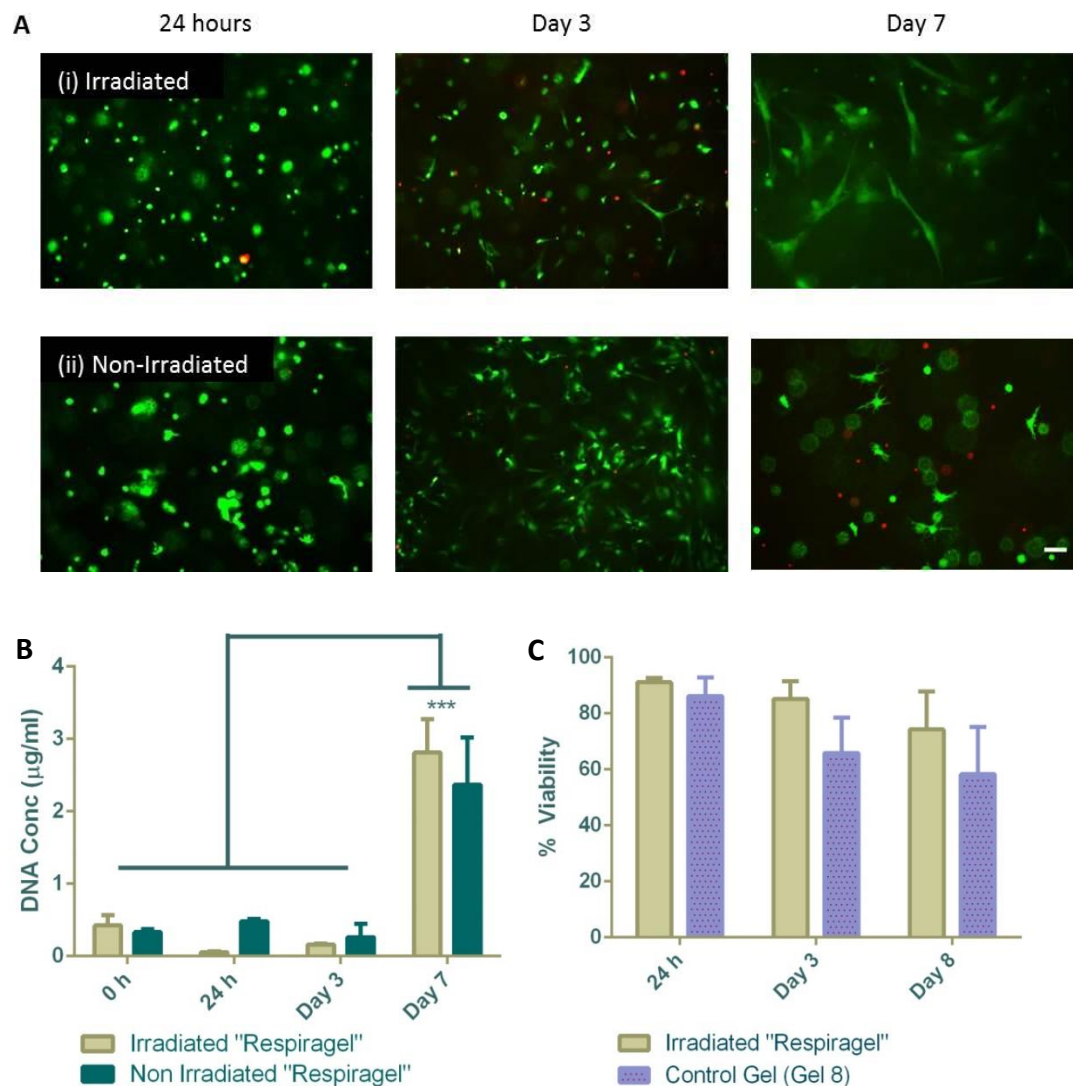 A
24 hours
Day 3
Day 7
(i) Irradiated
(ii) Non-Irradiated
B
DNA Conc (µg/ml)
4
3
2
1
0
***
0 h
24 h
Day 3
Day 7
Irradiated "Respiragel"
Non Irradiated "Respiragel"
C
% Viability
100
80
60
40
20
0
24 h
Day 3
Day 8
Irradiated "Respiragel"
Control Gel (Gel 8)